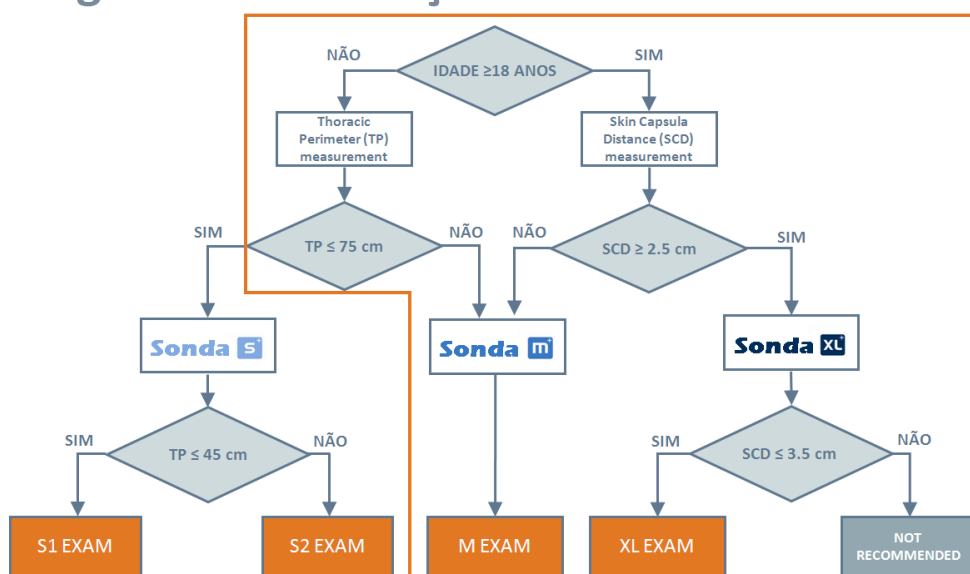 NÃO
SIM
IDADE ≥18 ANOS
Thoracic
Perimeter (TP)
measurement
Skin Capsula
Distance (SCD)
measurement
SIM
TP ≤ 75 cm
NÃO
NÃO
SCD ≥ 2.5 cm
SIM
Sonda S+
Sonda m+
Sonda XL+
SIM
TP ≤ 45 cm
NÃO
SIM
SCD ≤ 3.5 cm
NÃO
S1 EXAM
S2 EXAM
M EXAM
XL EXAM
NOT
RECOMMENDED